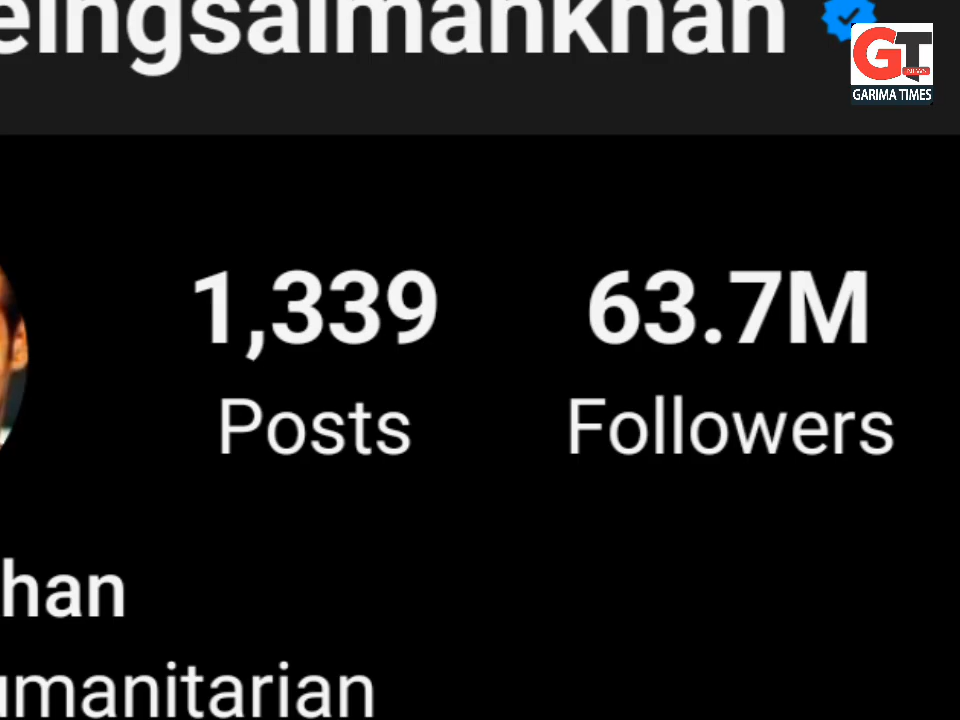 eingsalmankhan
GT
NEWS
GARIMA TIMES
1,339 63.7M
Posts Followers
han
umanitarian